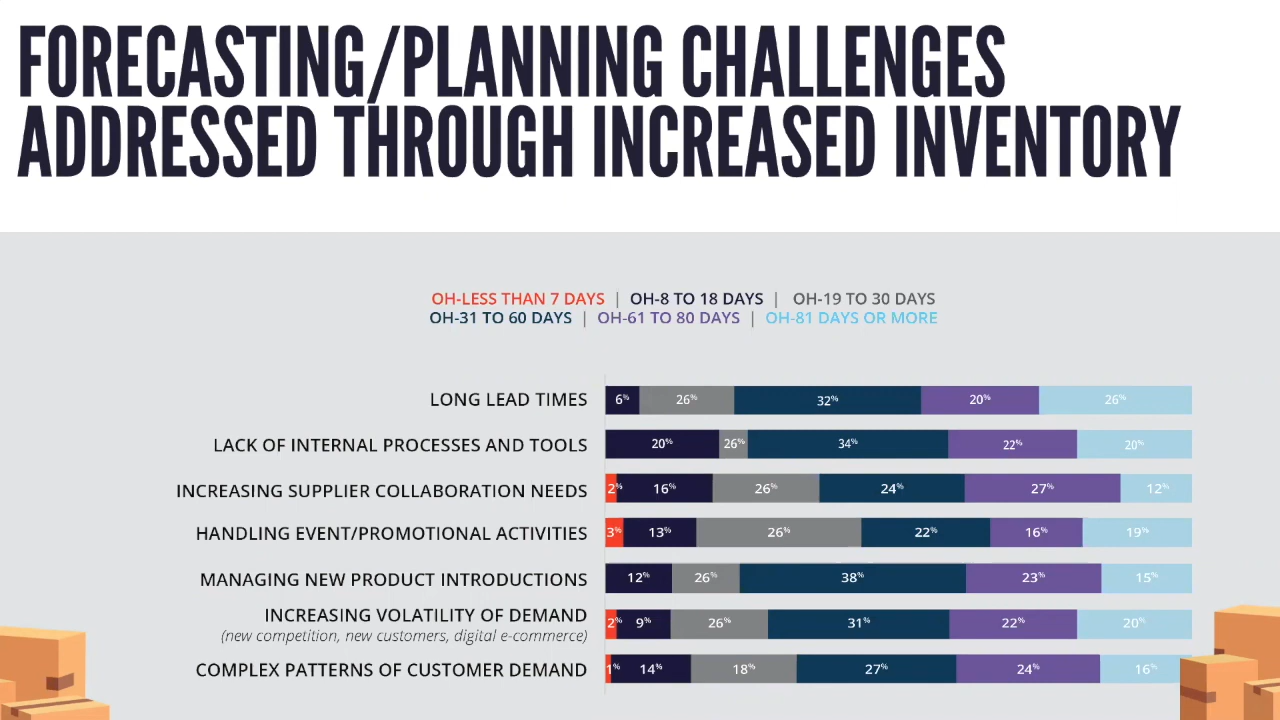 FORECASTING/PLANNING CHALLENGES
ADDRESSED THROUGH INCREASED INVENTORY
OH-LESS THAN 7 DAYS | OH-8 TO 18 DAYS | OH-19 TO 30 DAYS
OH-31 TO 60 DAYS | OH-61 TO 80 DAYS | OH-81 DAYS OR MORE
LONG LEAD TIMES 6% 26% 32% 20% 26%
LACK OF INTERNAL PROCESSES AND TOOLS 20% 26% 34% 22% 20%
INCREASING SUPPLIER COLLABORATION NEEDS 2% 16% 26% 24% 27% 12%
HANDLING EVENT/PROMOTIONAL ACTIVITIES 3% 13% 26% 22% 16% 19%
MANAGING NEW PRODUCT INTRODUCTIONS 12% 26% 38% 23% 15%
INCREASING VOLATILITY OF DEMAND 2% 9% 26% 31% 22% 20%
(new competition, new customers, digital e-commerce)
COMPLEX PATTERNS OF CUSTOMER DEMAND 1% 14% 18% 27% 24% 16%